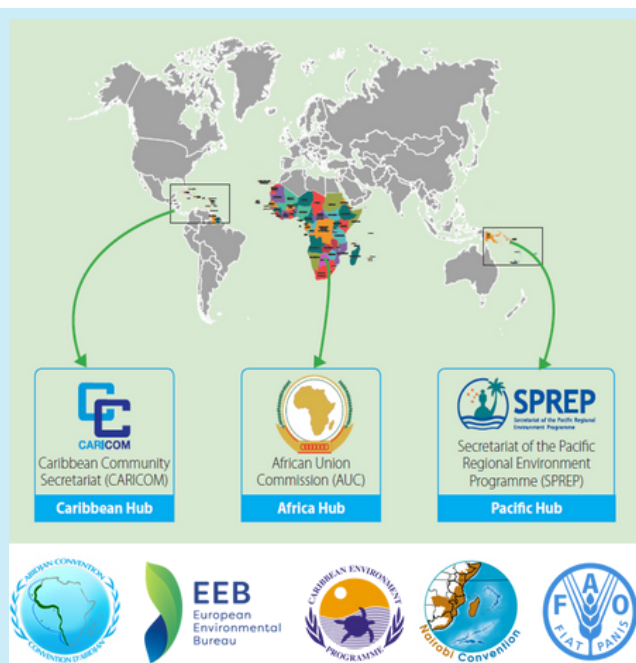 CARICOM
Caribbean Community
Secretariat (CARICOM)
Caribbean Hub
African Union
Commission (AUC)
Africa Hub
SPREP
Secretariat of the Pacific Regional
Environment Programme
Secretariat of the Pacific
Regional Environment
Programme (SPREP)
Pacific Hub
ABIDJAN CONVENTION
CONVENTION D'ABIDJAN
EEB
European
Environmental
Bureau
CARIBBEAN ENVIRONMENT
PROGRAMME
Nairobi Convention
F A O
FIAT PANIS